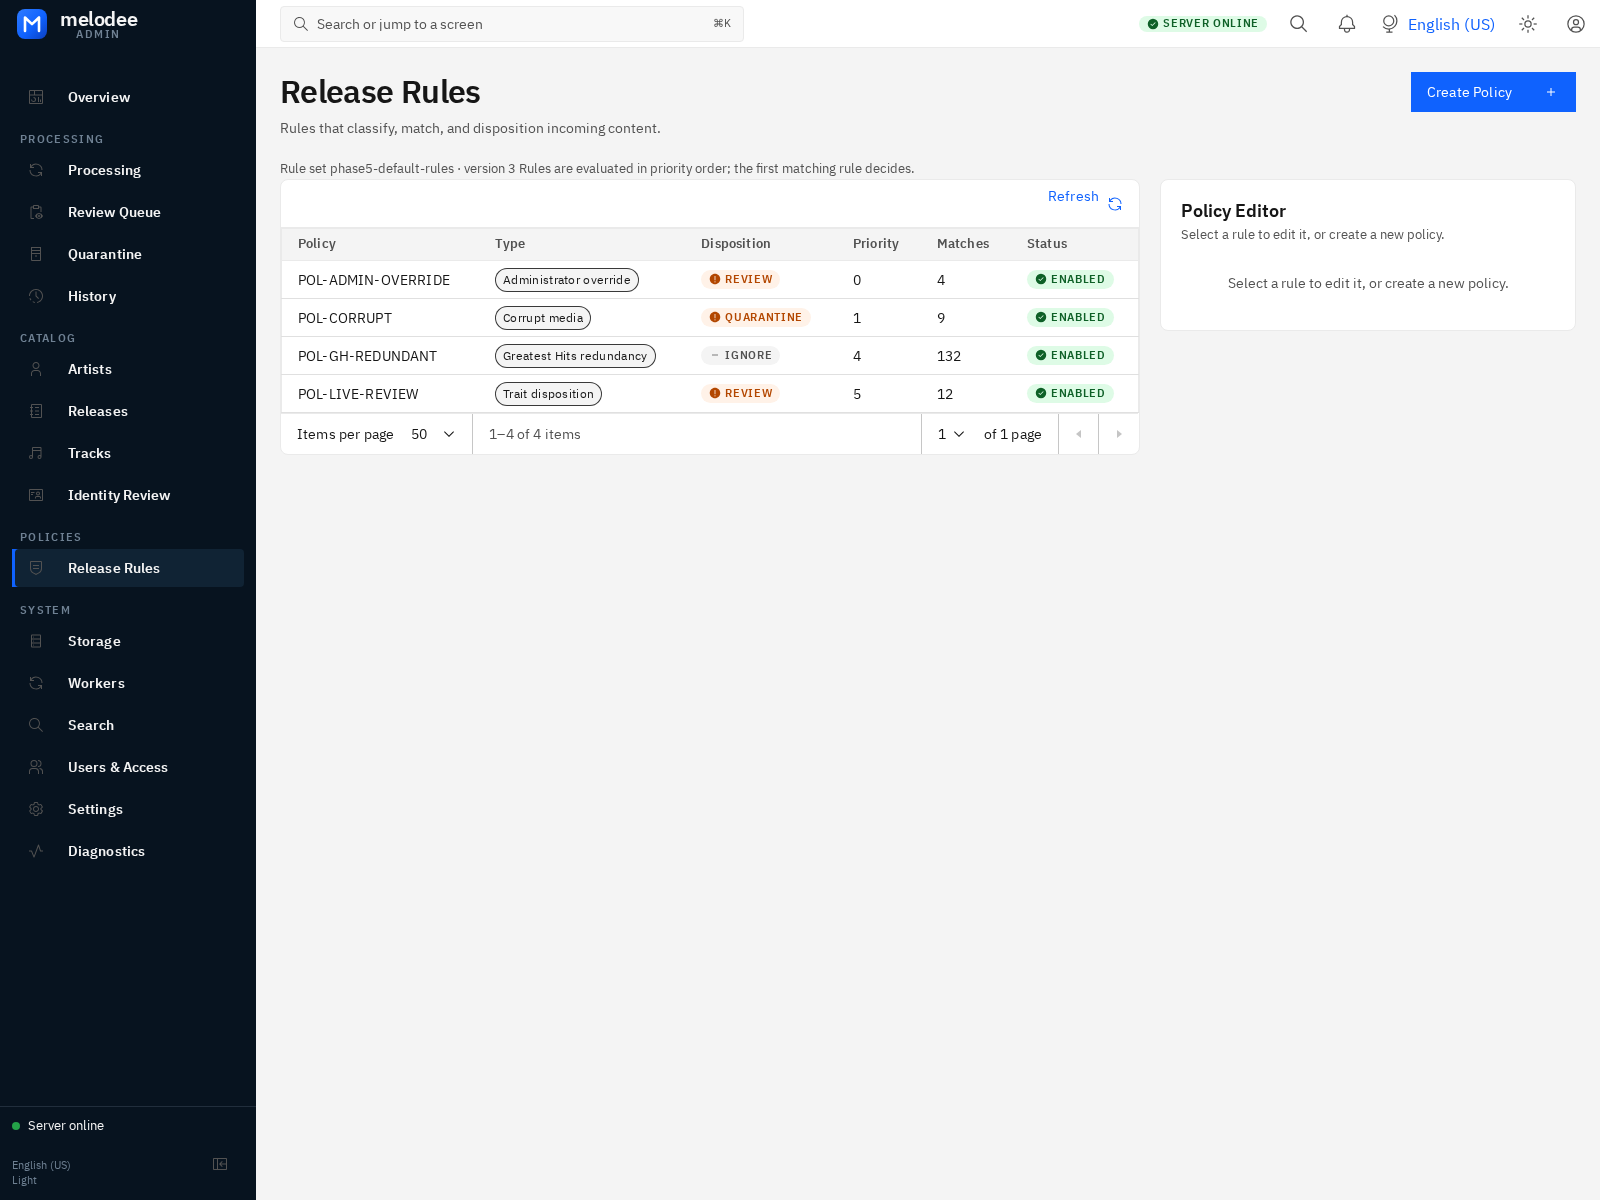 melodee
ADMIN
Search or jump to a screen
⌘K
SERVER ONLINE
English (US)
Overview
PROCESSING
Processing
Review Queue
Quarantine
History
CATALOG
Artists
Releases
Tracks
Identity Review
POLICIES
Release Rules
SYSTEM
Storage
Workers
Search
Users & Access
Settings
Diagnostics
Server online
English (US)
Light
Release Rules
Rules that classify, match, and disposition incoming content.
Create Policy +
Rule set phase5-default-rules · version 3 Rules are evaluated in priority order; the first matching rule decides.
Refresh
Policy Type Disposition Priority Matches Status
POL-ADMIN-OVERRIDE Administrator override REVIEW 0 4 ENABLED
POL-CORRUPT Corrupt media QUARANTINE 1 9 ENABLED
POL-GH-REDUNDANT Greatest Hits redundancy IGNORE 4 132 ENABLED
POL-LIVE-REVIEW Trait disposition REVIEW 5 12 ENABLED
Items per page 50 1–4 of 4 items 1 of 1 page
Policy Editor
Select a rule to edit it, or create a new policy.
Select a rule to edit it, or create a new policy.